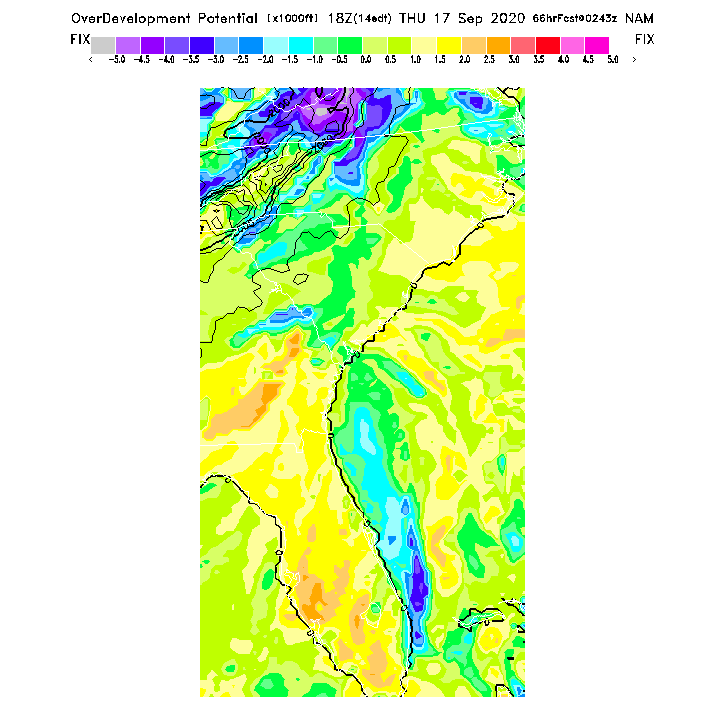 OverDevelopment Potential [x1000ft] 18Z(14edt) THU 17 Sep 2020 66hrFcst@0243z NAM
FIX FIX
< -5.0 -4.5 -4.0 -3.5 -3.0 -2.5 -2.0 -1.5 -1.0 -0.5 0.0 0.5 1.0 1.5 2.0 2.5 3.0 3.5 4.0 4.5 5.0 >